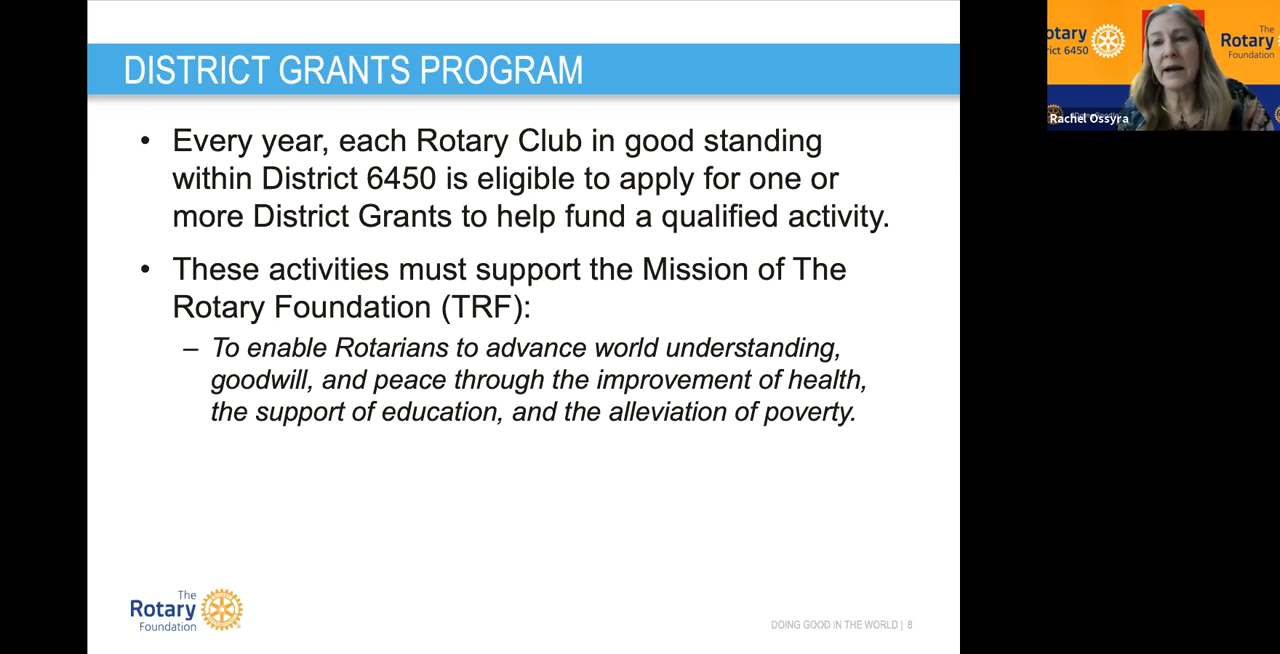 DISTRICT GRANTS PROGRAM
• Every year, each Rotary Club in good standing
within District 6450 is eligible to apply for one or
more District Grants to help fund a qualified activity.
• These activities must support the Mission of The
Rotary Foundation (TRF):
– To enable Rotarians to advance world understanding,
goodwill, and peace through the improvement of health,
the support of education, and the alleviation of poverty.
The
Rotary
Foundation
DOING GOOD IN THE WORLD | 8
otary
rict 6450
The
Rotary
Foundation
Rachel Ossyra